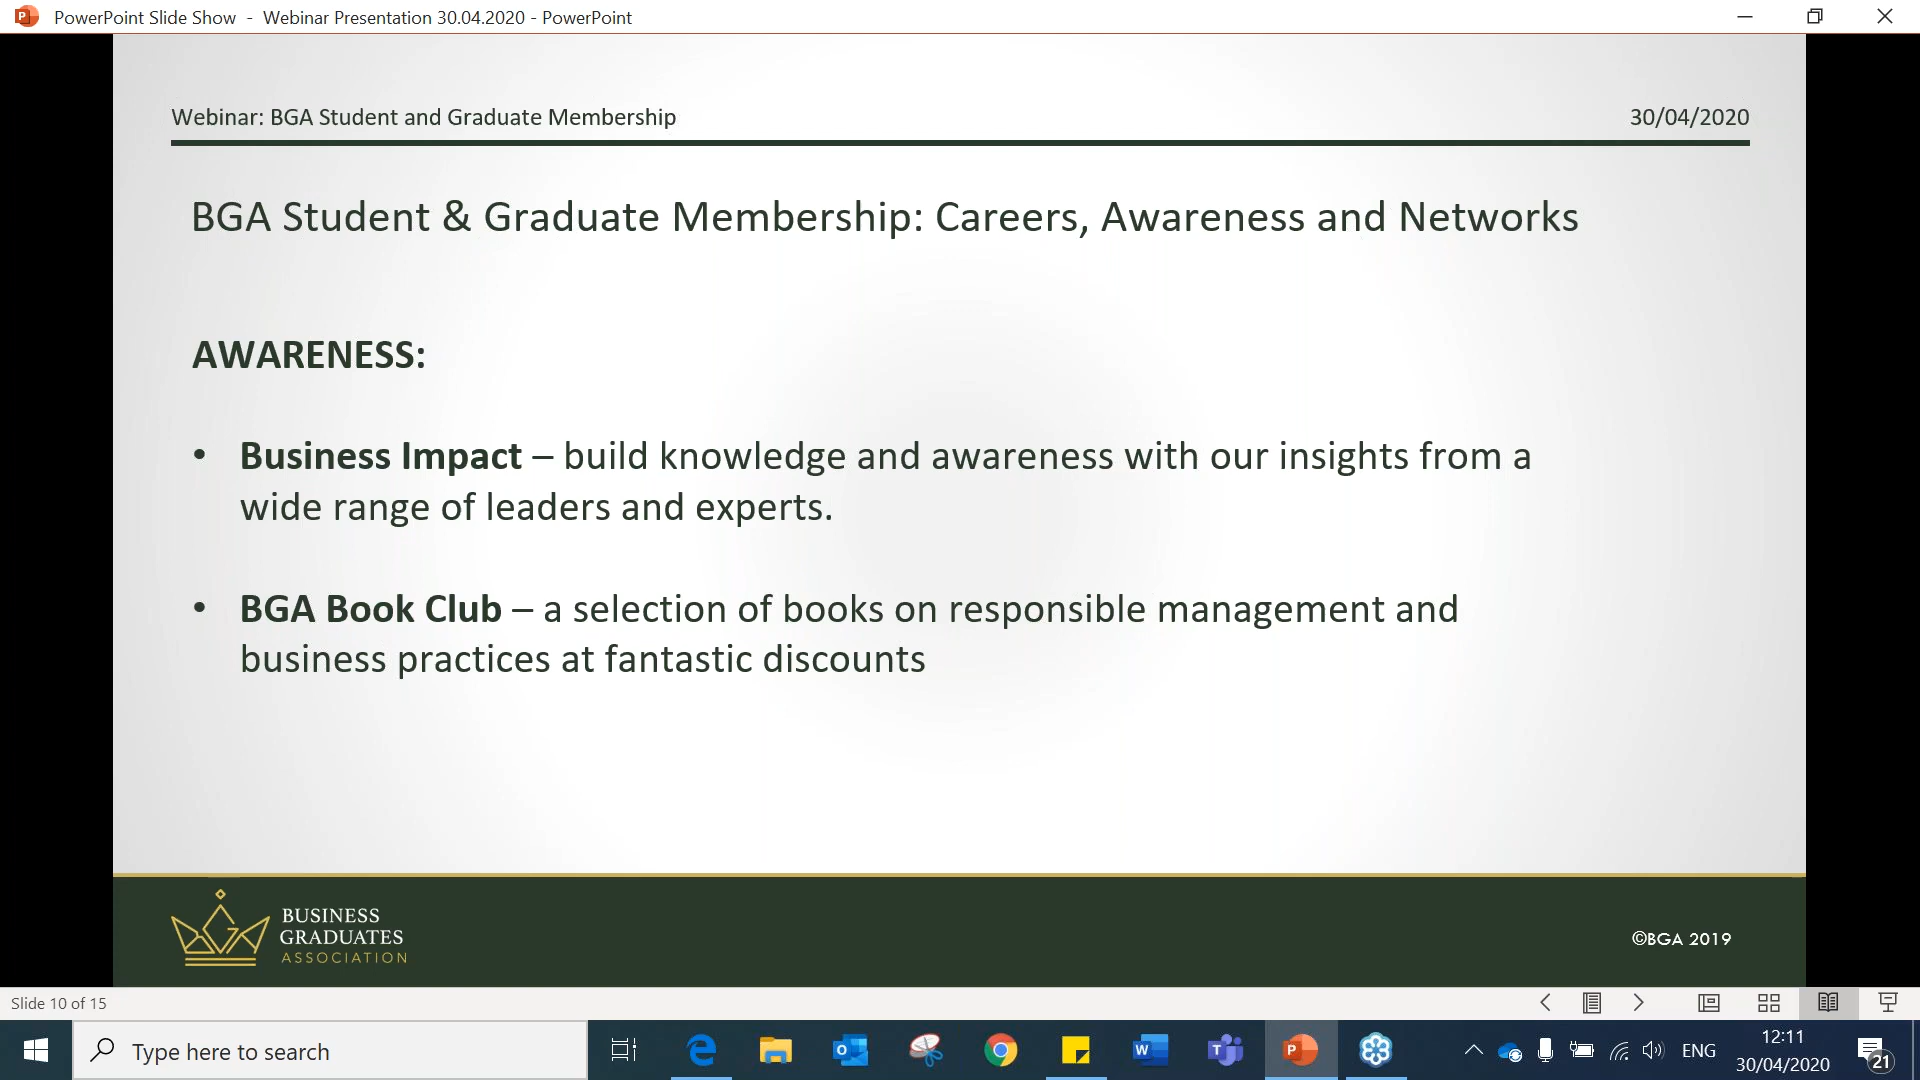 PowerPoint Slide Show - Webinar Presentation 30.04.2020 - PowerPoint
Webinar: BGA Student and Graduate Membership 30/04/2020
BGA Student & Graduate Membership: Careers, Awareness and Networks
AWARENESS:
• Business Impact – build knowledge and awareness with our insights from a
wide range of leaders and experts.
• BGA Book Club – a selection of books on responsible management and
business practices at fantastic discounts
BUSINESS
GRADUATES
ASSOCIATION
©BGA 2019
Slide 10 of 15
Type here to search
ENG
12:11
30/04/2020
21